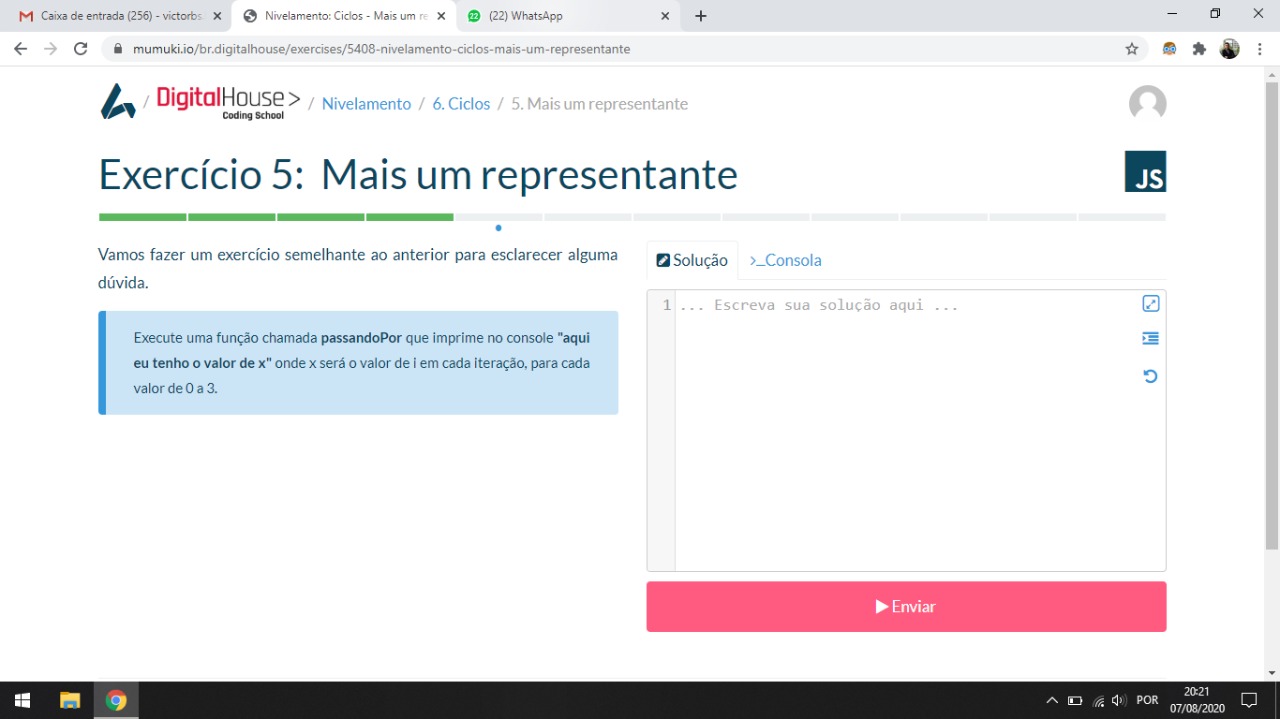 Caixa de entrada (256) - victorbs.
Nivelamento: Ciclos - Mais um re
22
(22) WhatsApp
mumuki.io/br.digitalhouse/exercises/5408-nivelamento-ciclos-mais-um-representante
/ DigitalHouse> / Nivelamento / 6. Ciclos / 5. Mais um representante
Coding School
Exercício 5: Mais um representante
JS
Vamos fazer um exercício semelhante ao anterior para esclarecer alguma
dúvida.
Execute uma função chamada passandoPor que imprime no console "aqui
eu tenho o valor de x" onde x será o valor de i em cada iteração, para cada
valor de 0 a 3.
Solução
>_Consola
1 ... Escreva sua solução aqui ...
Enviar
POR
20:21
07/08/2020